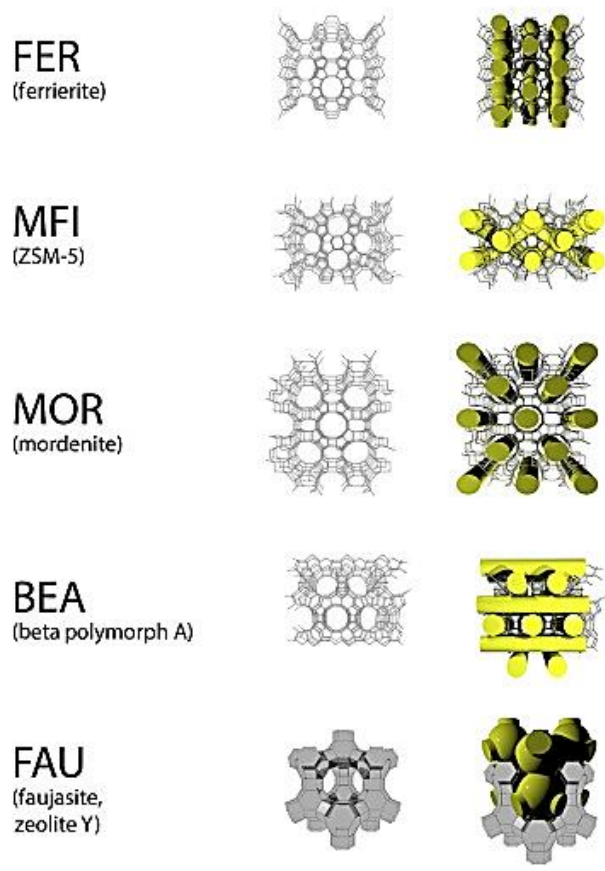 FER
(ferrierite)
MFI
(ZSM-5)
MOR
(mordenite)
BEA
(beta polymorph A)
FAU
(faujasite,
zeolite Y)